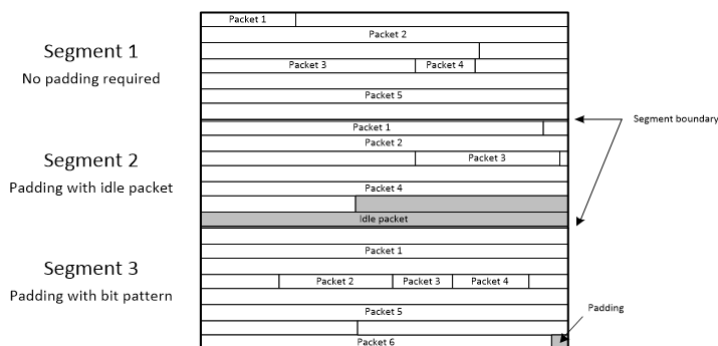 Packet 1
Packet 2
Segment 1
No padding required
Packet 3 Packet 4
Packet 5
Segment boundary
Packet 1
Packet 2
Segment 2
Padding with idle packet
Packet 3
Packet 4
Idle packet
Packet 1
Segment 3
Padding with bit pattern
Packet 2 Packet 3 Packet 4
Packet 5
Padding
Packet 6